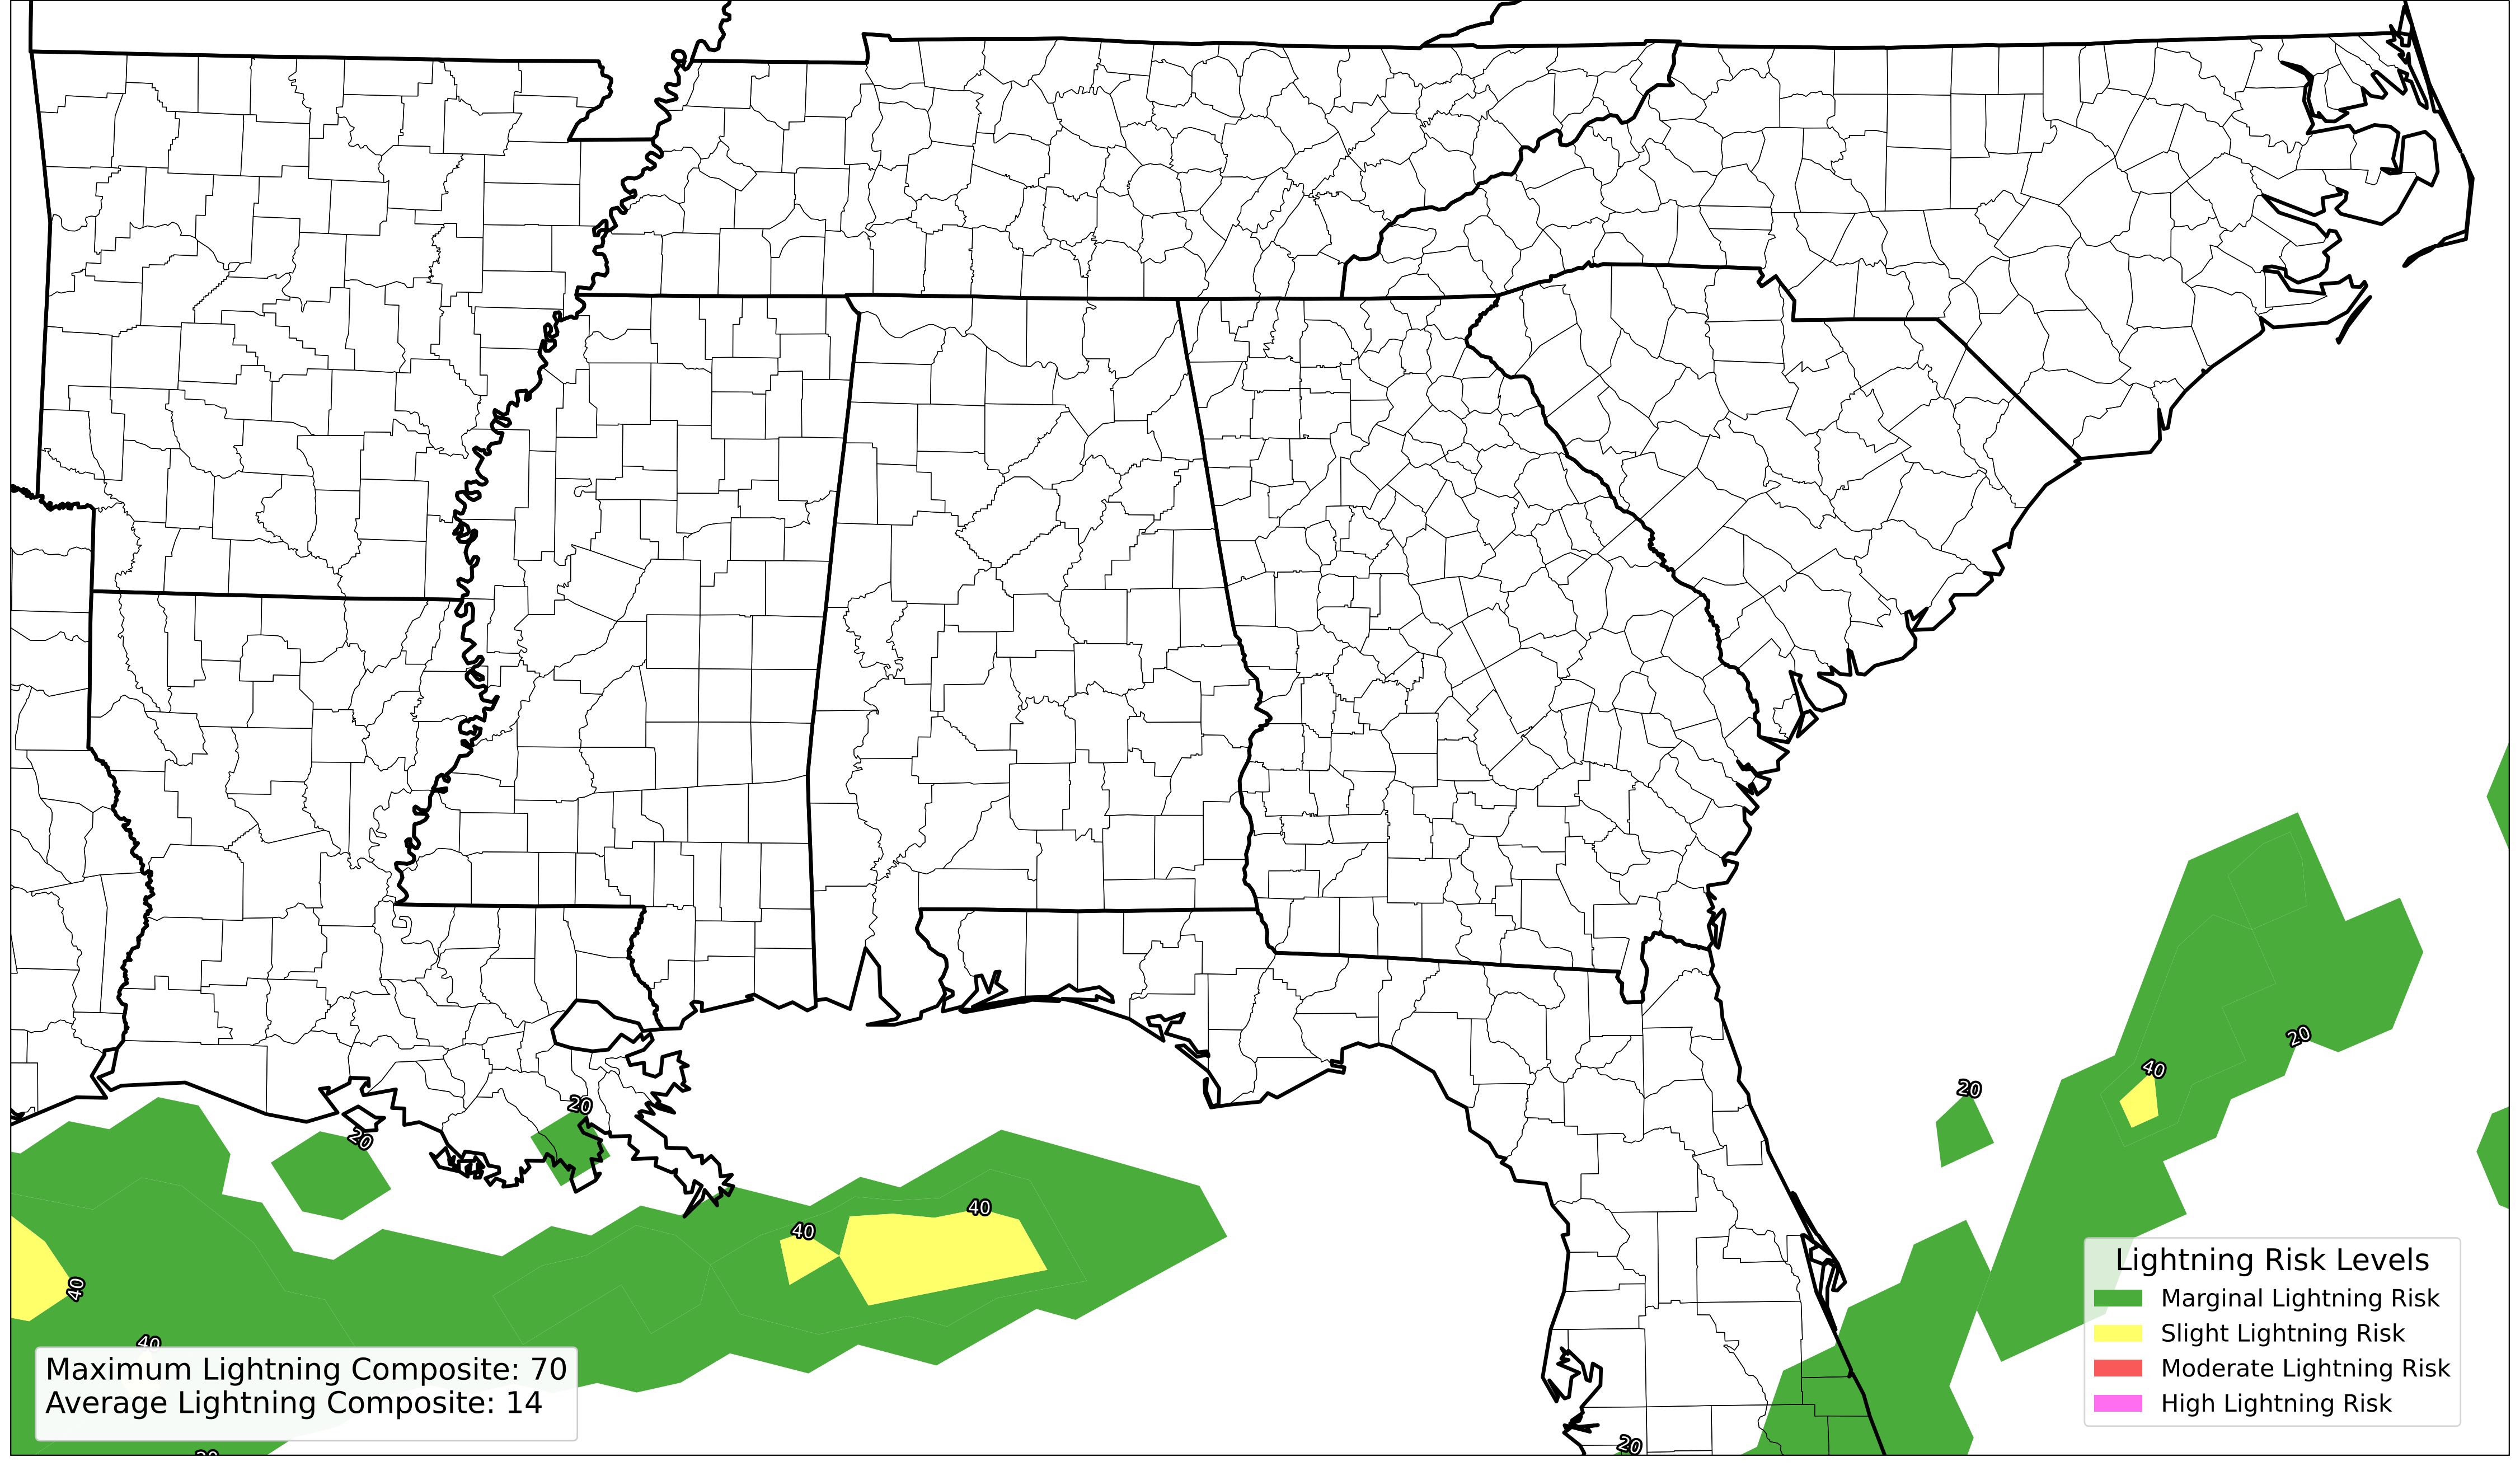 20
40
20
20
20
40
40
40
40
20
20
Lightning Risk Levels
Marginal Lightning Risk
Slight Lightning Risk
Moderate Lightning Risk
High Lightning Risk
Maximum Lightning Composite: 70
Average Lightning Composite: 14